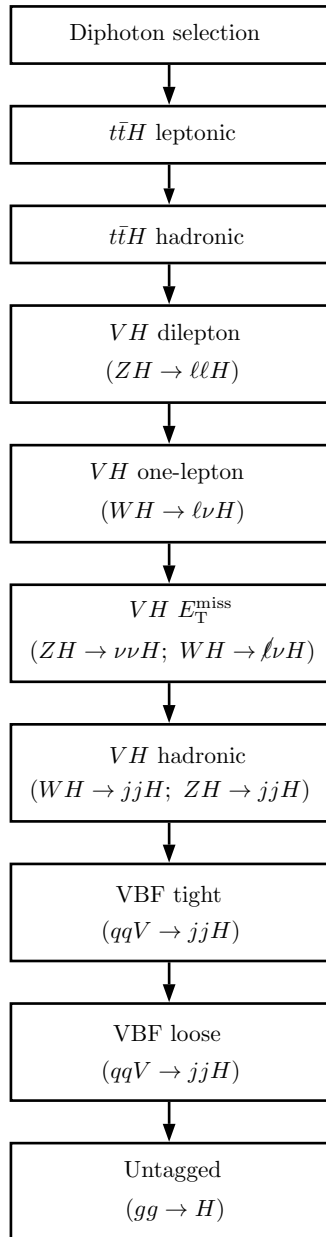 Diphoton selection
tt̄H leptonic
tt̄H hadronic
VH dilepton
(ZH → ℓℓH)
VH one-lepton
(WH → ℓνH)
VH E_T^miss
(ZH → ννH; WH → ℓ̸νH)
VH hadronic
(WH → jjH; ZH → jjH)
VBF tight
(qqV → jjH)
VBF loose
(qqV → jjH)
Untagged
(gg → H)